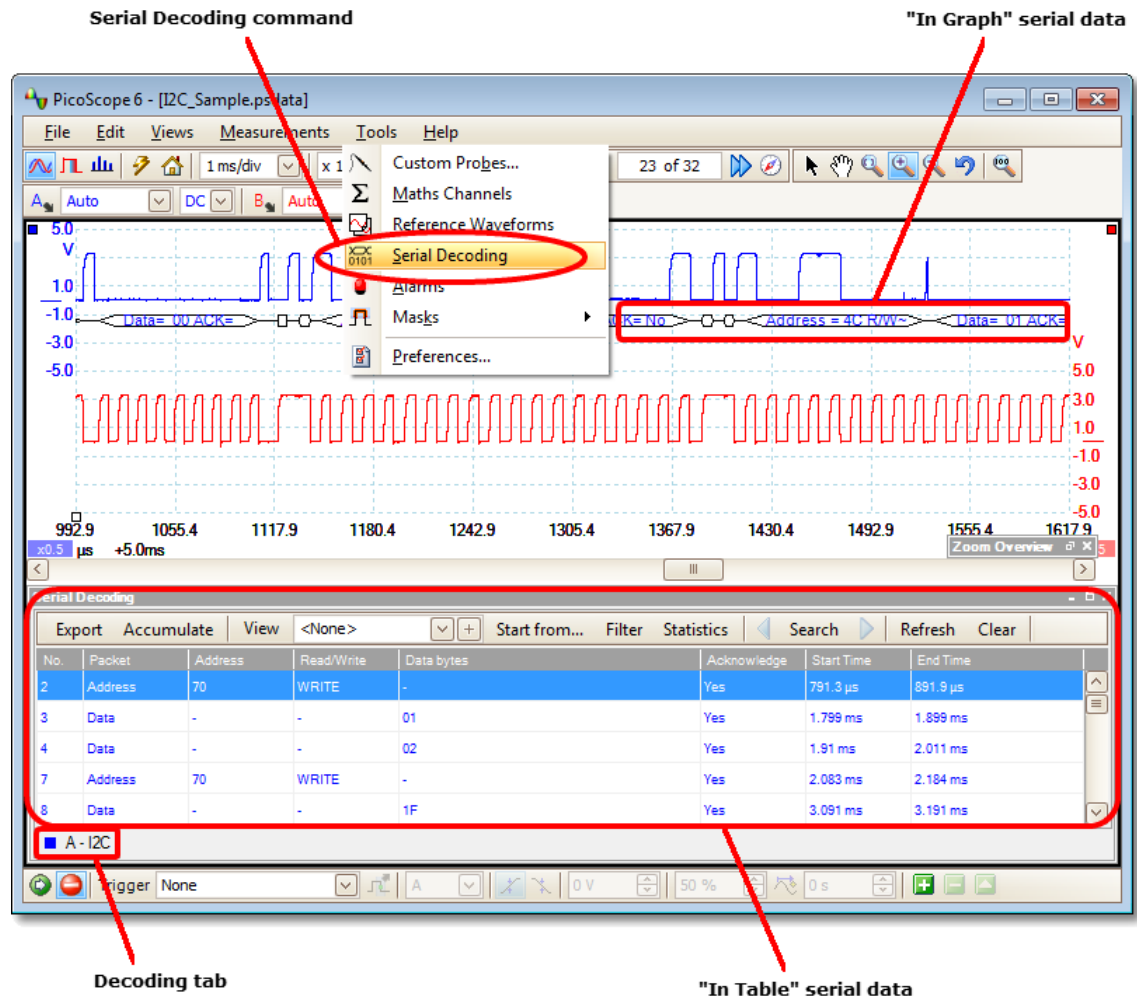 Serial Decoding command
"In Graph" serial data
PicoScope 6 - [I2C_Sample.psdata]
File Edit Views Measurements Tools Help
1 ms/div x 1 23 of 32
A Auto DC B Auto
Custom Probes...
Maths Channels
Reference Waveforms
Serial Decoding
Alarms
Masks
Preferences...
5.0
V
1.0
-1.0
-3.0
-5.0
Data= 00 ACK= ACK= No Address = 4C R/W~ Data= 01 ACK=
V
5.0
3.0
1.0
-1.0
-3.0
-5.0
992.9 1055.4 1117.9 1180.4 1242.9 1305.4 1367.9 1430.4 1492.9 1555.4 1617.9
x0.5 µs +5.0ms Zoom Overview
Serial Decoding
Export Accumulate View <None> Start from... Filter Statistics Search Refresh Clear
No. Packet Address Read/Write Data bytes Acknowledge Start Time End Time
2 Address 70 WRITE - Yes 791.3 µs 891.9 µs
3 Data - - 01 Yes 1.799 ms 1.899 ms
4 Data - - 02 Yes 1.91 ms 2.011 ms
7 Address 70 WRITE - Yes 2.083 ms 2.184 ms
8 Data - - 1F Yes 3.091 ms 3.191 ms
A - I2C
Trigger None A 0 V 50 % 0 s
Decoding tab
"In Table" serial data